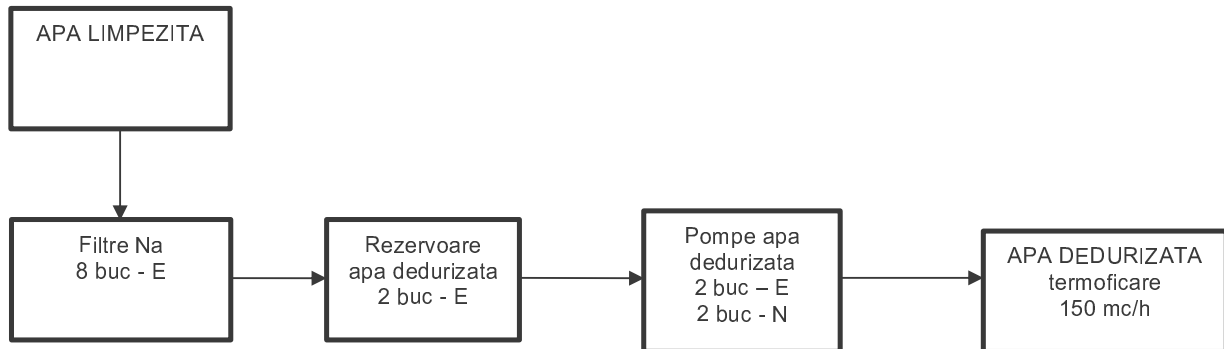 APA LIMPEZITA
Filtre Na
8 buc - E
Rezervoare
apa dedurizata
2 buc - E
Pompe apa
dedurizata
2 buc – E
2 buc - N
APA DEDURIZATA
termoficare
150 mc/h